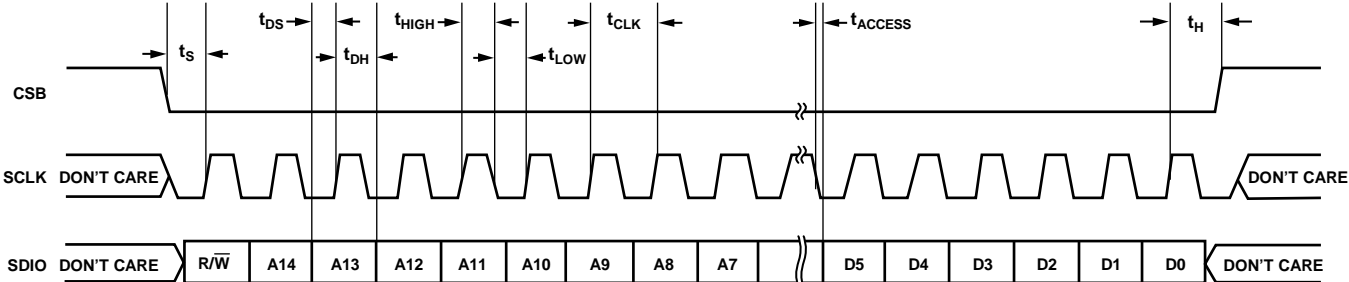 tDS tHIGH tCLK tACCESS tH
tS tDH tLOW
CSB
SCLK DON'T CARE DON'T CARE
SDIO DON'T CARE R/W̅ A14 A13 A12 A11 A10 A9 A8 A7 D5 D4 D3 D2 D1 D0 DON'T CARE